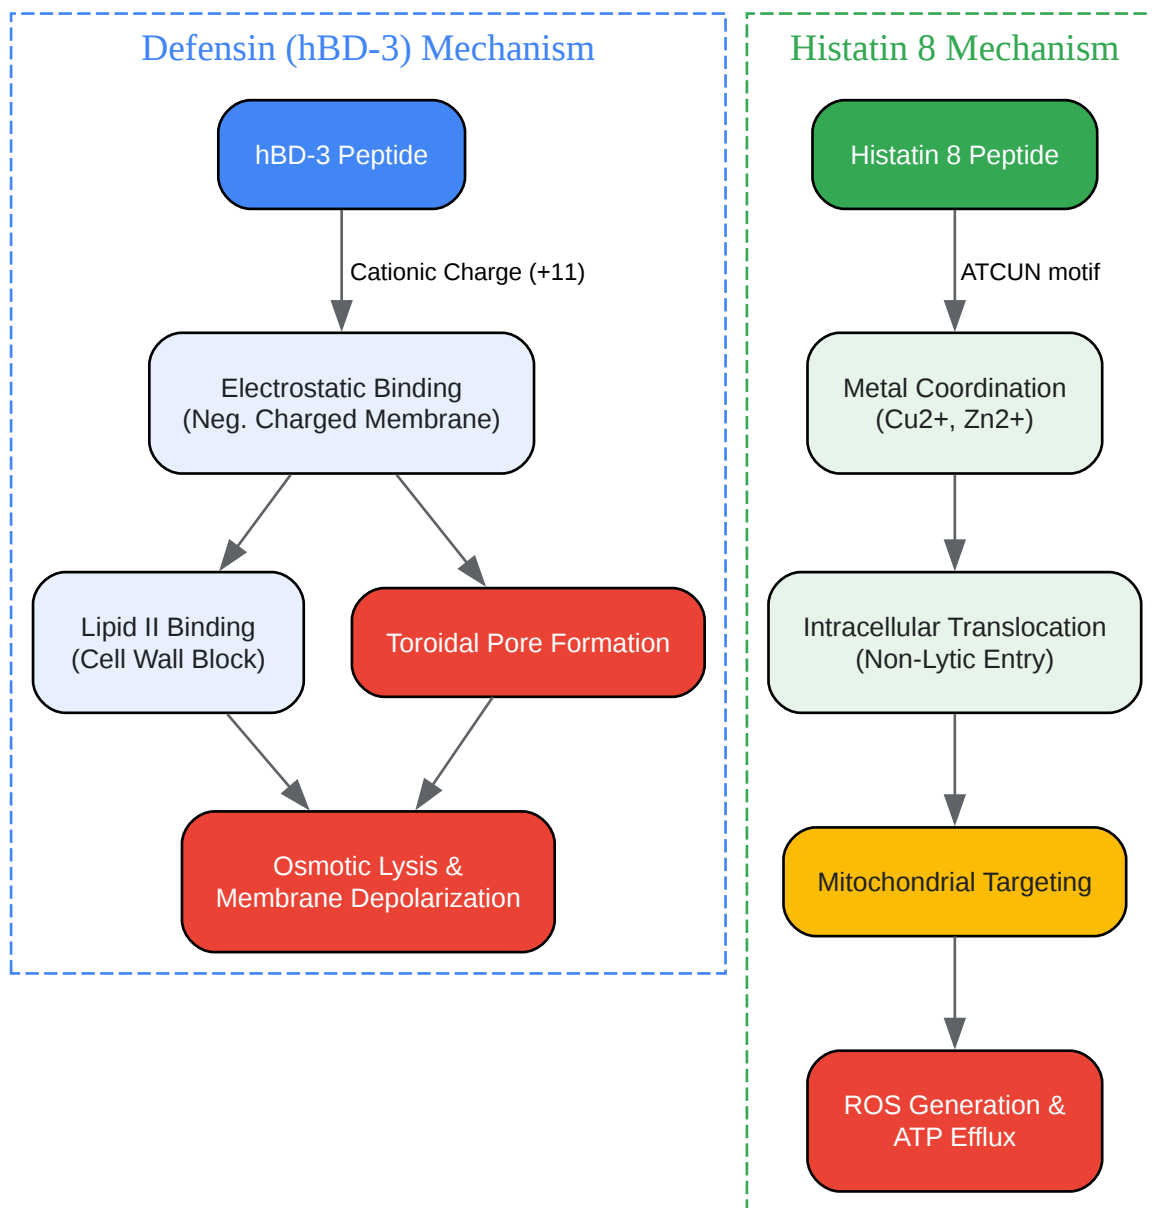 Defensin (hBD-3) Mechanism
hBD-3 Peptide
Cationic Charge (+11)
Electrostatic Binding
(Neg. Charged Membrane)
Lipid II Binding
(Cell Wall Block)
Toroidal Pore Formation
Osmotic Lysis &
Membrane Depolarization
Histatin 8 Mechanism
Histatin 8 Peptide
ATCUN motif
Metal Coordination
(Cu2+, Zn2+)
Intracellular Translocation
(Non-Lytic Entry)
Mitochondrial Targeting
ROS Generation &
ATP Efflux